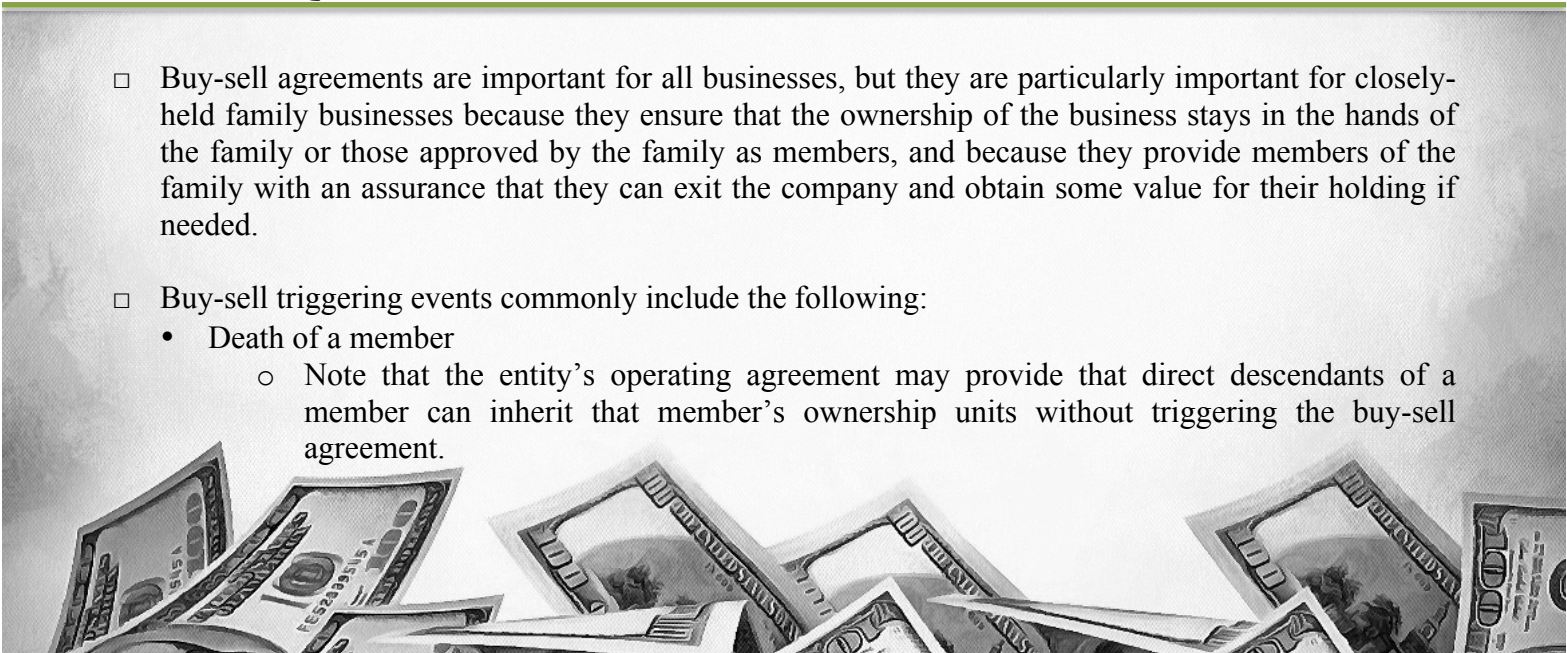 □ Buy-sell agreements are important for all businesses, but they are particularly important for closely-
held family businesses because they ensure that the ownership of the business stays in the hands of
the family or those approved by the family as members, and because they provide members of the
family with an assurance that they can exit the company and obtain some value for their holding if
needed.
□ Buy-sell triggering events commonly include the following:
• Death of a member
o Note that the entity’s operating agreement may provide that direct descendants of a
member can inherit that member’s ownership units without triggering the buy-sell
agreement.
100
100
100
100
100